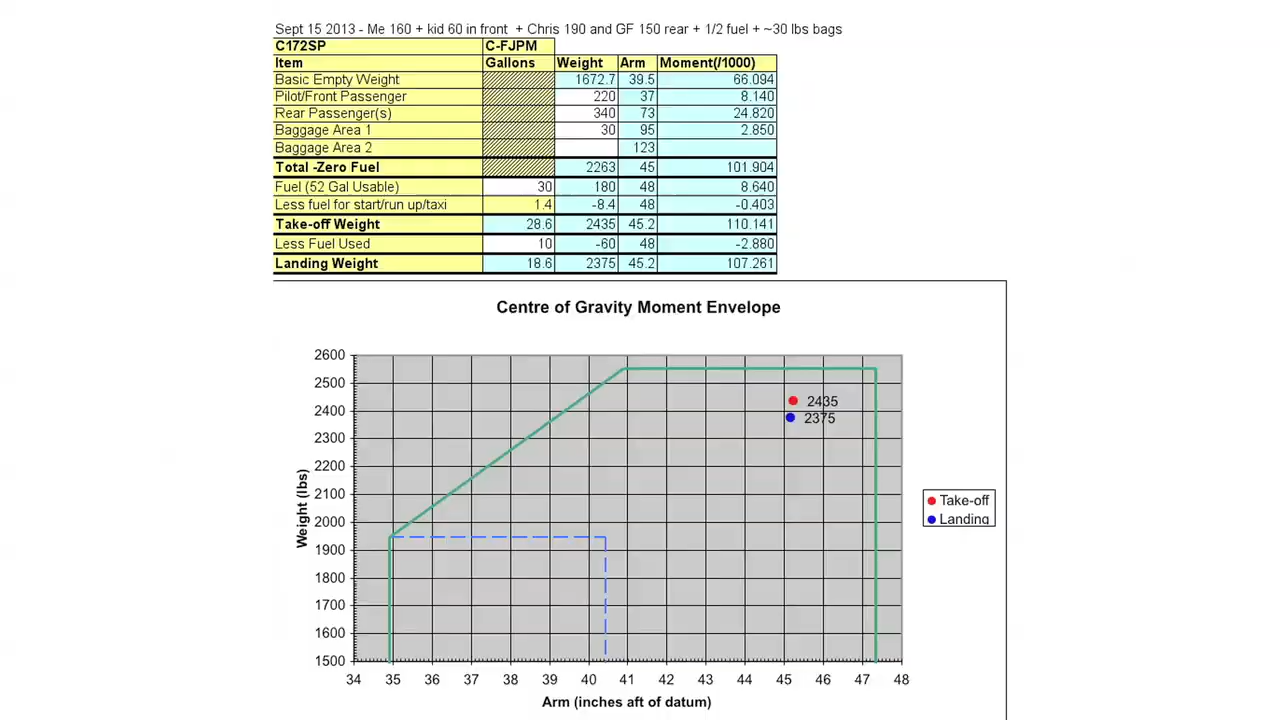 Sept 15 2013 - Me 160 + kid 60 in front + Chris 190 and GF 150 rear + 1/2 fuel + ~30 lbs bags
C172SP C-FJPM
Item Gallons Weight Arm Moment(/1000)
Basic Empty Weight 1672.7 39.5 66.094
Pilot/Front Passenger 220 37 8.140
Rear Passenger(s) 340 73 24.820
Baggage Area 1 30 95 2.850
Baggage Area 2 123
Total -Zero Fuel 2263 45 101.904
Fuel (52 Gal Usable) 30 180 48 8.640
Less fuel for start/run up/taxi 1.4 -8.4 48 -0.403
Take-off Weight 28.6 2435 45.2 110.141
Less Fuel Used 10 -60 48 -2.880
Landing Weight 18.6 2375 45.2 107.261
Centre of Gravity Moment Envelope
2600
2500
2435
2400
2375
2300
2200
2100
2000
1900
1800
1700
1600
1500
Weight (lbs)
Take-off
Landing
34 35 36 37 38 39 40 41 42 43 44 45 46 47 48
Arm (inches aft of datum)